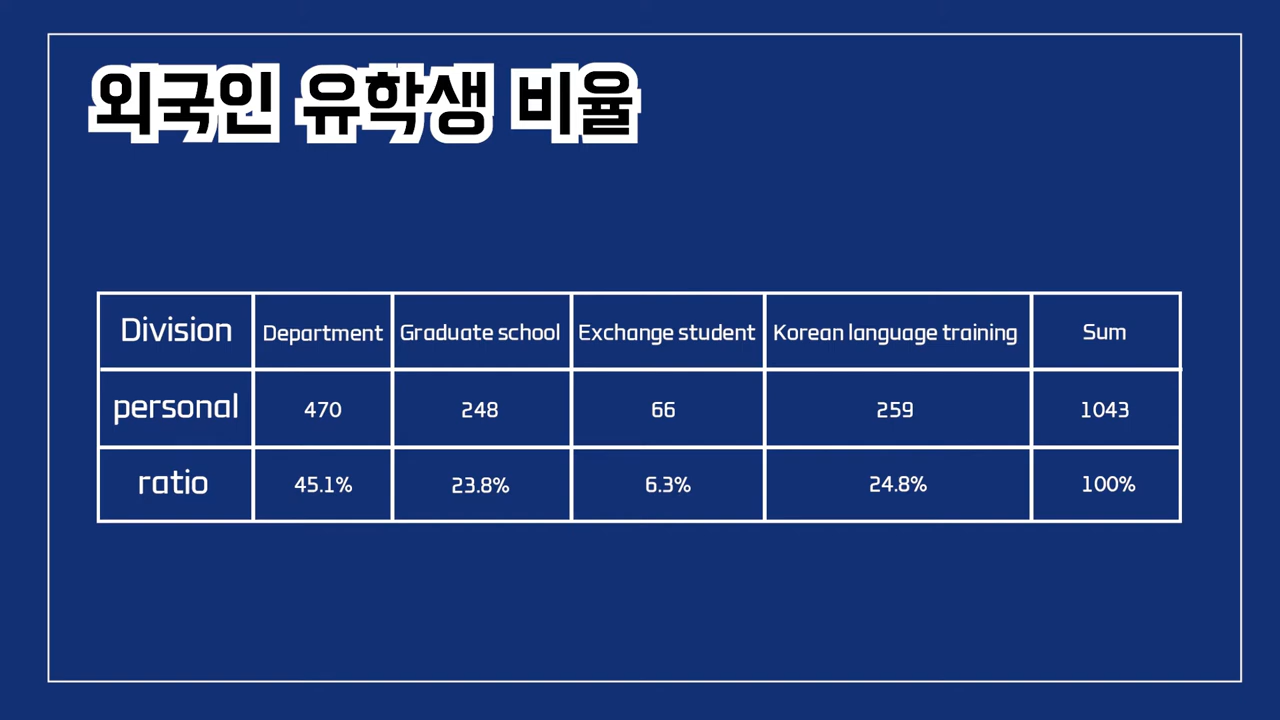 외국인 유학생 비율
Division Department Graduate school Exchange student Korean language training Sum
personal 470 248 66 259 1043
ratio 45.1% 23.8% 6.3% 24.8% 100%